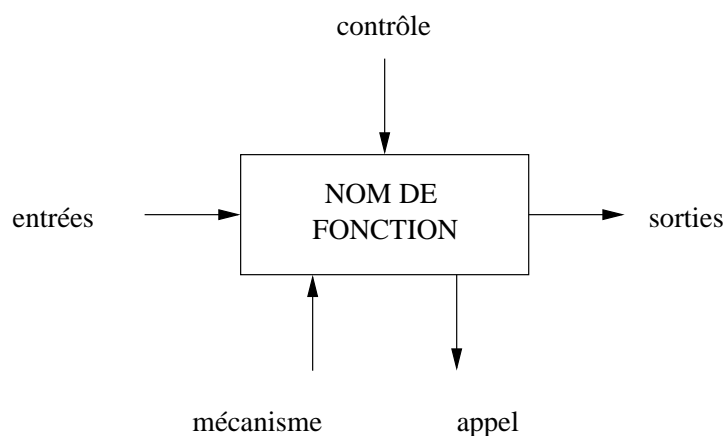 contrôle
NOM DE
FONCTION
entrées
sorties
mécanisme
appel